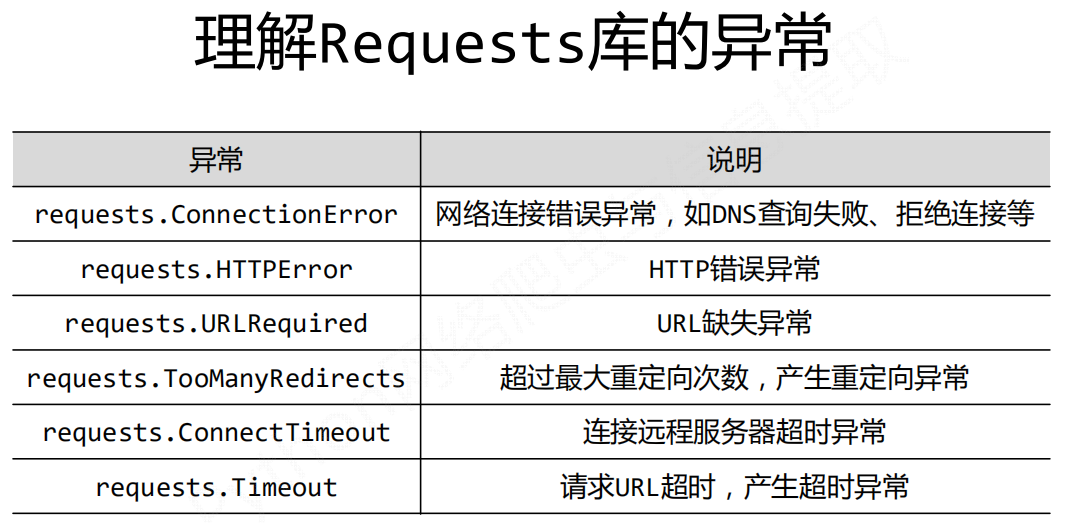 理解Requests库的异常
异常 说明
requests.ConnectionError 网络连接错误异常，如DNS查询失败、拒绝连接等
requests.HTTPError HTTP错误异常
requests.URLRequired URL缺失异常
requests.TooManyRedirects 超过最大重定向次数，产生重定向异常
requests.ConnectTimeout 连接远程服务器超时异常
requests.Timeout 请求URL超时，产生超时异常